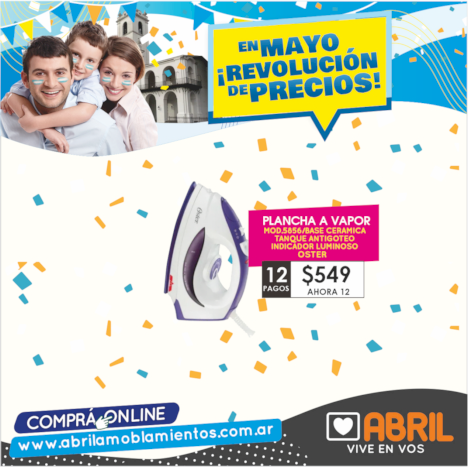 EN MAYO
¡REVOLUCIÓN
DE PRECIOS!
Oster
PLANCHA A VAPOR
MOD.5856/BASE CERAMICA
TANQUE ANTIGOTEO
INDICADOR LUMINOSO
OSTER
12 PAGOS
$549
AHORA 12
COMPRÁ ONLINE
www.abrilamoblamientos.com.ar
ABRIL
VIVE EN VOS